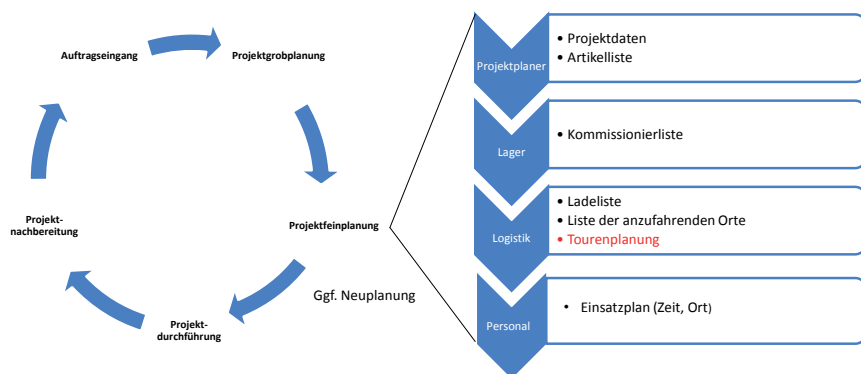 Auftragseingang
Projektgrobplanung
Projektfeinplanung
Ggf. Neuplanung
Projekt-
durchführung
Projekt-
nachbereitung
Projektplaner
• Projektdaten
• Artikelliste
Lager
• Kommissionierliste
Logistik
• Ladeliste
• Liste der anzufahrenden Orte
• Tourenplanung
Personal
• Einsatzplan (Zeit, Ort)